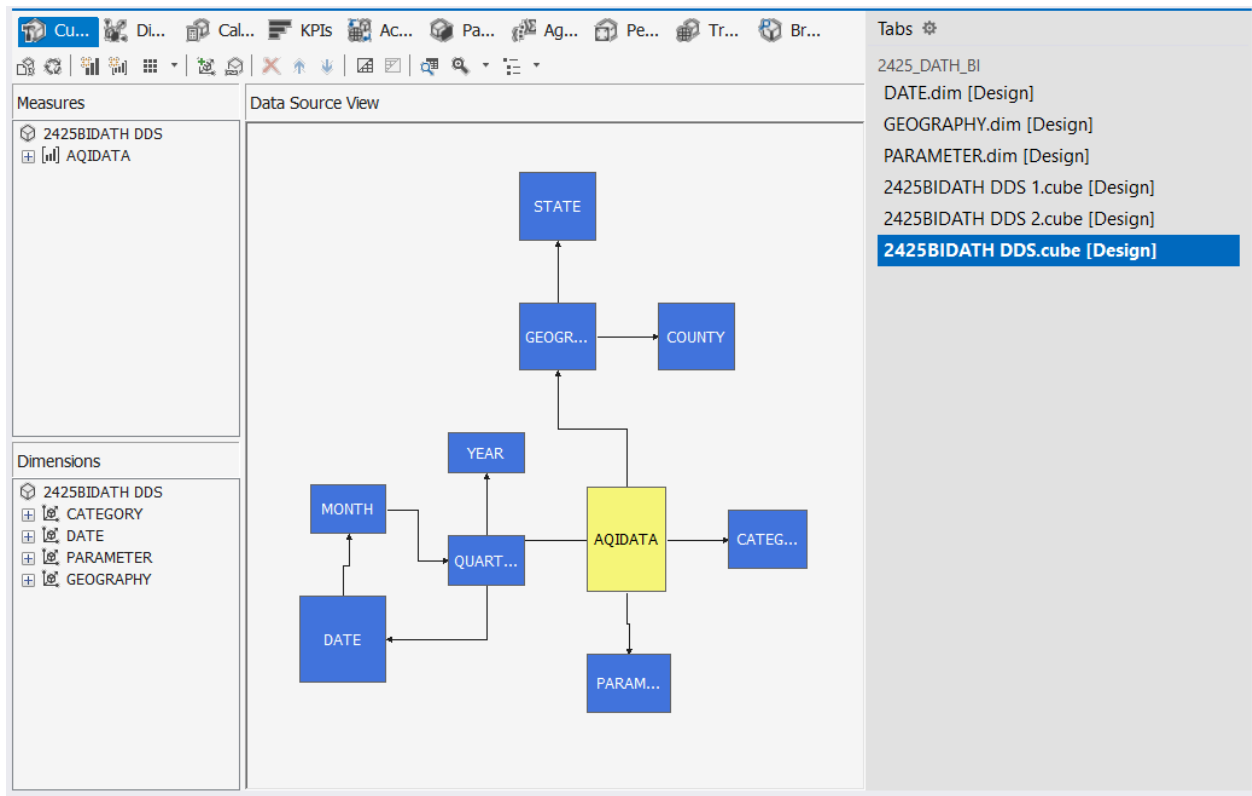 Cu... Di... Cal... KPIs Ac... Pa... Ag... Pe... Tr... Br...
Measures
2425BIDATH DDS
AQIDATA
Dimensions
2425BIDATH DDS
CATEGORY
DATE
PARAMETER
GEOGRAPHY
Data Source View
STATE
GEOGR...
COUNTY
YEAR
MONTH
QUART...
AQIDATA
CATEG...
DATE
PARAM...
Tabs
2425_DATH_BI
DATE.dim [Design]
GEOGRAPHY.dim [Design]
PARAMETER.dim [Design]
2425BIDATH DDS 1.cube [Design]
2425BIDATH DDS 2.cube [Design]
2425BIDATH DDS.cube [Design]